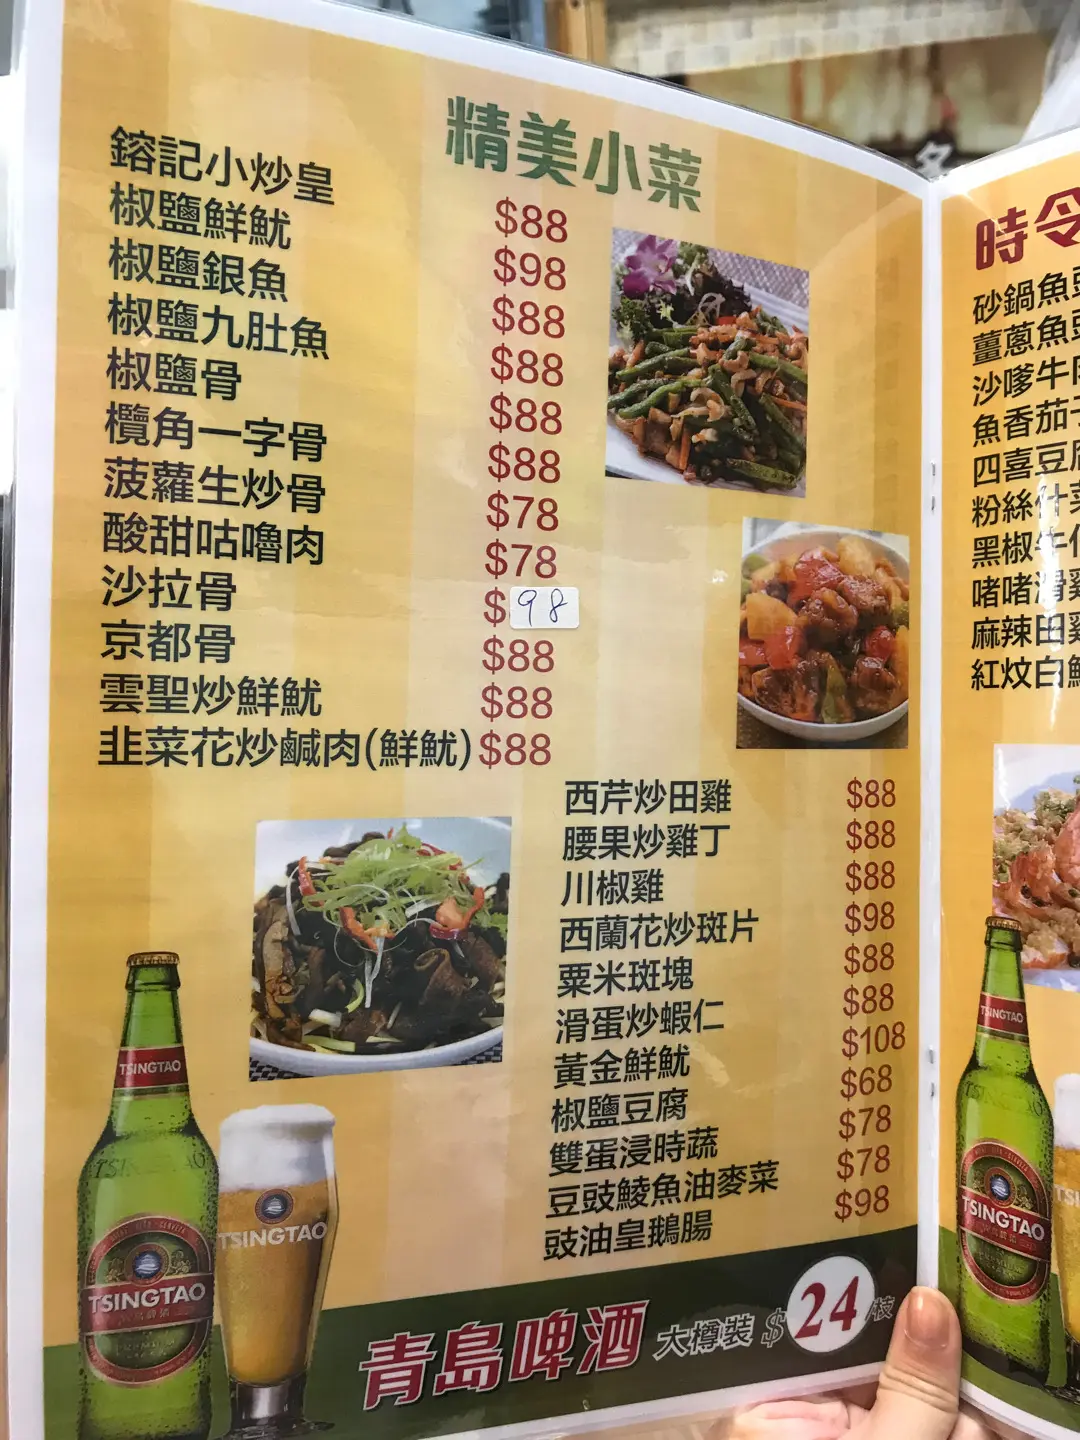 精美小菜
鎔記小炒皇 $88
椒鹽鮮魷 $98
椒鹽銀魚 $88
椒鹽九肚魚 $88
椒鹽骨 $88
欖角一字骨 $88
菠蘿生炒骨 $78
酸甜咕嚕肉 $78
沙拉骨 $98
京都骨 $88
雲聖炒鮮魷 $88
韭菜花炒鹹肉(鮮魷) $88
西芹炒田雞 $88
腰果炒雞丁 $88
川椒雞 $88
西蘭花炒斑片 $98
粟米斑塊 $88
滑蛋炒蝦仁 $88
黃金鮮魷 $108
椒鹽豆腐 $68
雙蛋浸時蔬 $78
豆豉鯪魚油麥菜 $78
豉油皇鵝腸 $98
TSINGTAO
TSINGTAO
TSINGTAO
青島啤酒 大樽裝 $24/枝
時令
砂鍋魚
薑蔥魚
沙嗲牛
魚香茄
四喜豆
粉絲什
黑椒牛
啫啫滑
麻辣田
紅炆白
TSINGTAO
TSINGTAO